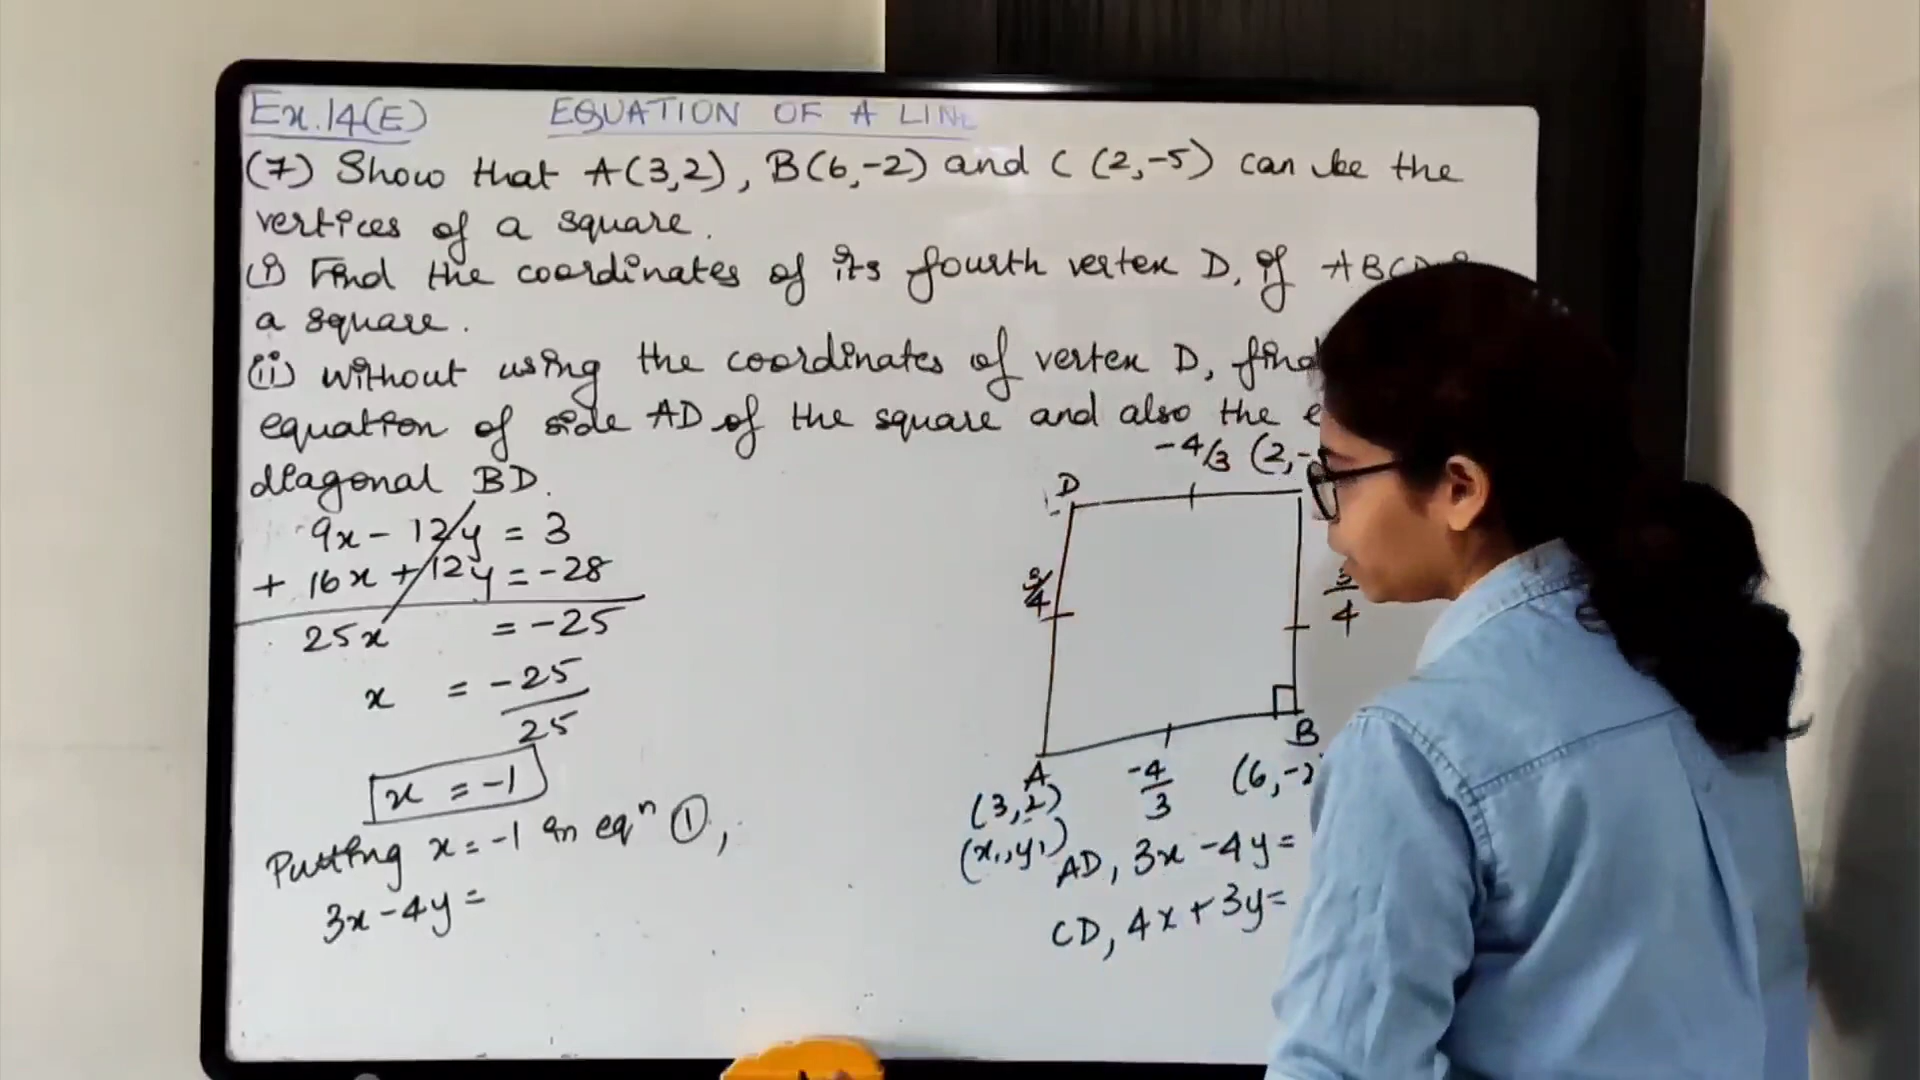 Ex.14(E) EQUATION OF A LINE
(7) Show that A(3,2), B(6,-2) and C (2,-5) can be the
vertices of a square.
(i) Find the coordinates of its fourth vertex D, if ABCD
a square.
(ii) Without using the coordinates of vertex D, find
equation of side AD of the square and also the e
diagonal BD.
9x - 12y = 3
+ 16x + 12y = -28
25x = -25
x = -25/25
x = -1
Putting x = -1 in eqⁿ ①,
3x - 4y =
-4/3 (2,-
D
3/4
3/4
A B
-4/3
(3,2) (6,-2
(x₁,y₁)
AD, 3x - 4y =
CD, 4x + 3y =